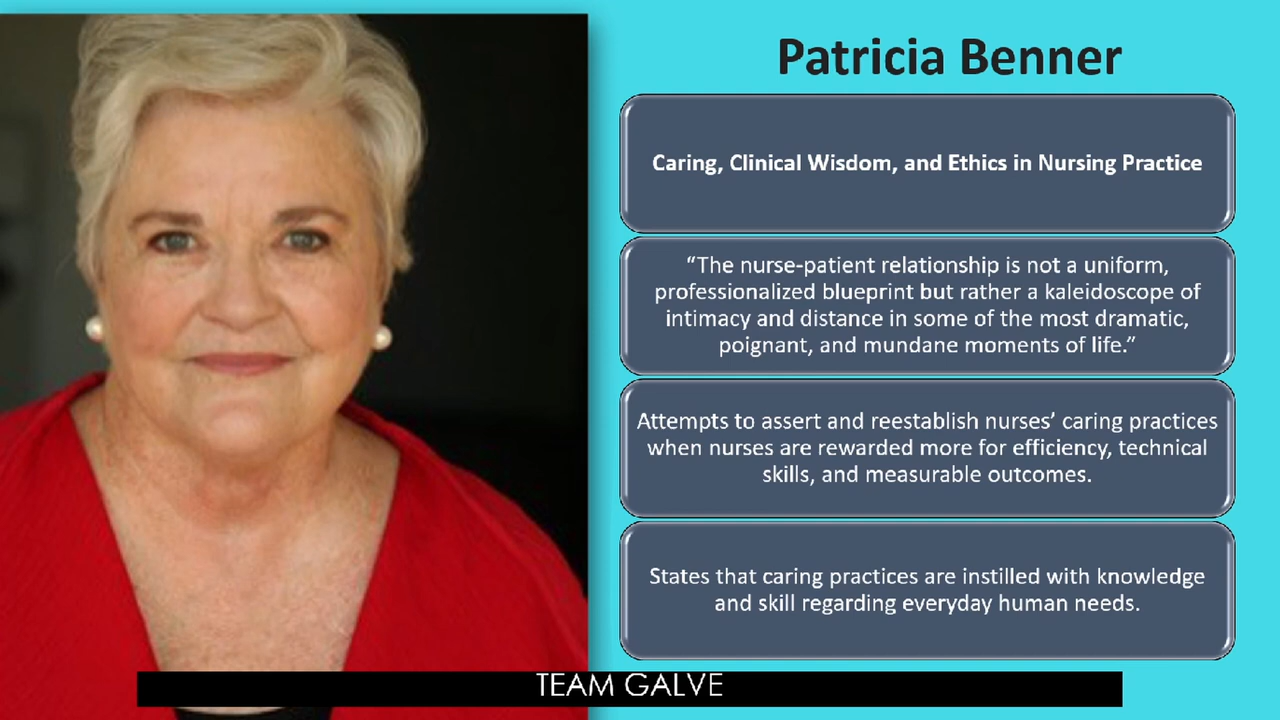 Patricia Benner
Caring, Clinical Wisdom, and Ethics in Nursing Practice
“The nurse-patient relationship is not a uniform,
professionalized blueprint but rather a kaleidoscope of
intimacy and distance in some of the most dramatic,
poignant, and mundane moments of life.”
Attempts to assert and reestablish nurses’ caring practices
when nurses are rewarded more for efficiency, technical
skills, and measurable outcomes.
States that caring practices are instilled with knowledge
and skill regarding everyday human needs.
TEAM GALVE